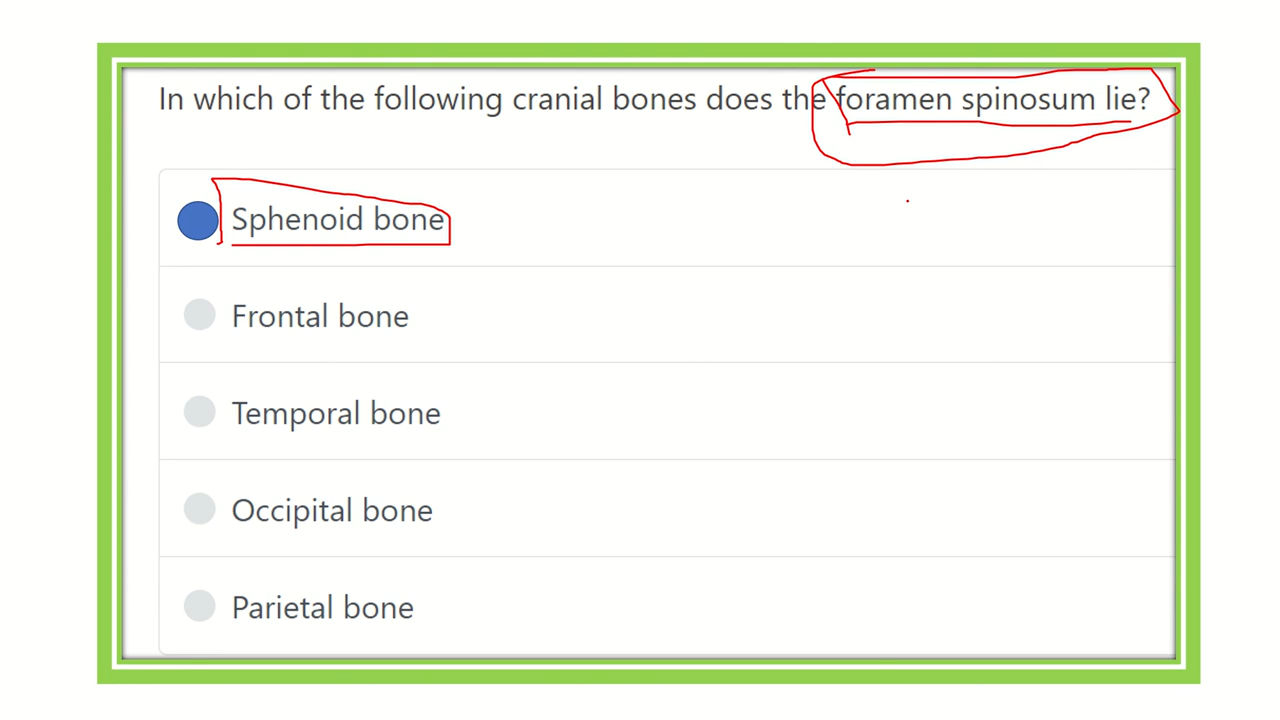 In which of the following cranial bones does the foramen spinosum lie?
Sphenoid bone
Frontal bone
Temporal bone
Occipital bone
Parietal bone